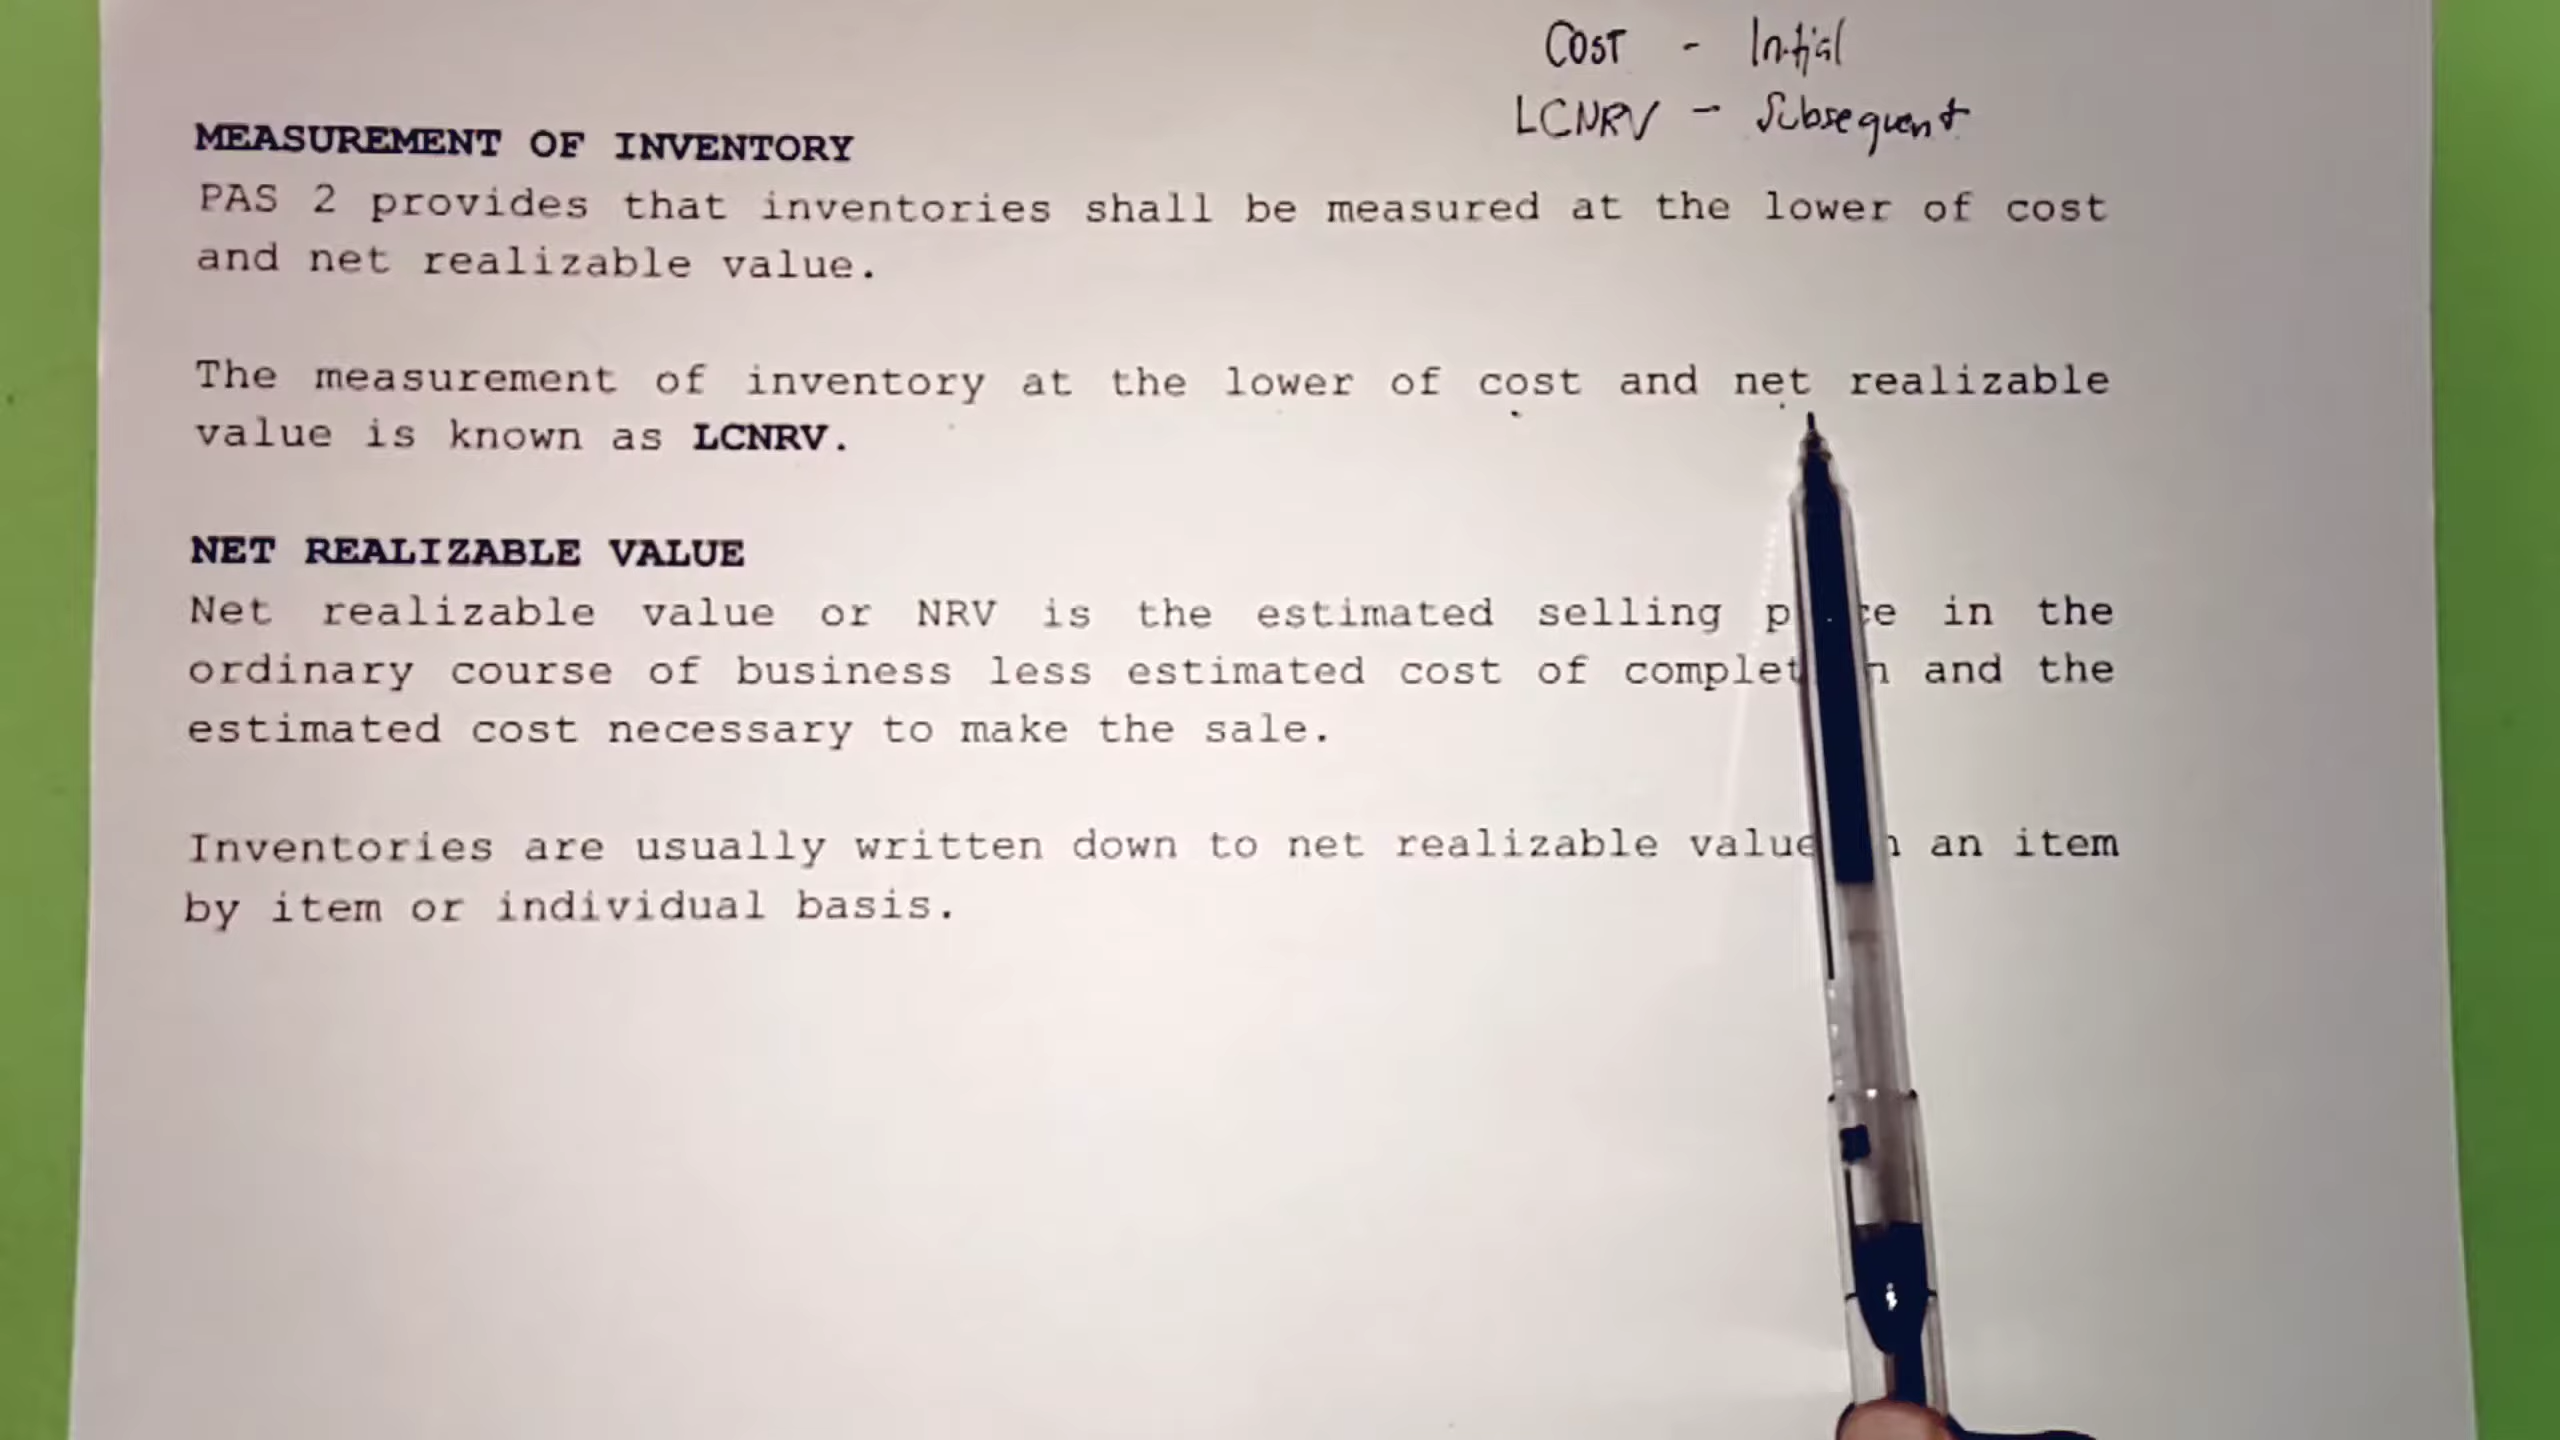 COST - Initial
LCNRV - Subsequent
MEASUREMENT OF INVENTORY
PAS 2 provides that inventories shall be measured at the lower of cost
and net realizable value.
The measurement of inventory at the lower of cost and net realizable
value is known as LCNRV.
NET REALIZABLE VALUE
Net realizable value or NRV is the estimated selling in the
ordinary course of business less estimated cost of and the
estimated cost necessary to make the sale.
Inventories are usually written down to net realizable value an item
by item or individual basis.